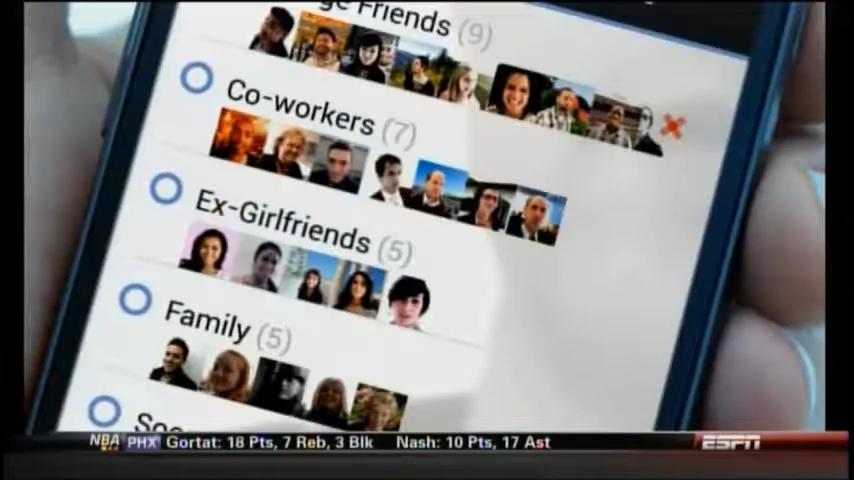 ge Friends (9)
Co-workers (7)
Ex-Girlfriends (5)
Family (5)
NBA PHX Gortat: 18 Pts, 7 Reb, 3 Blk Nash: 10 Pts, 17 Ast ESPN